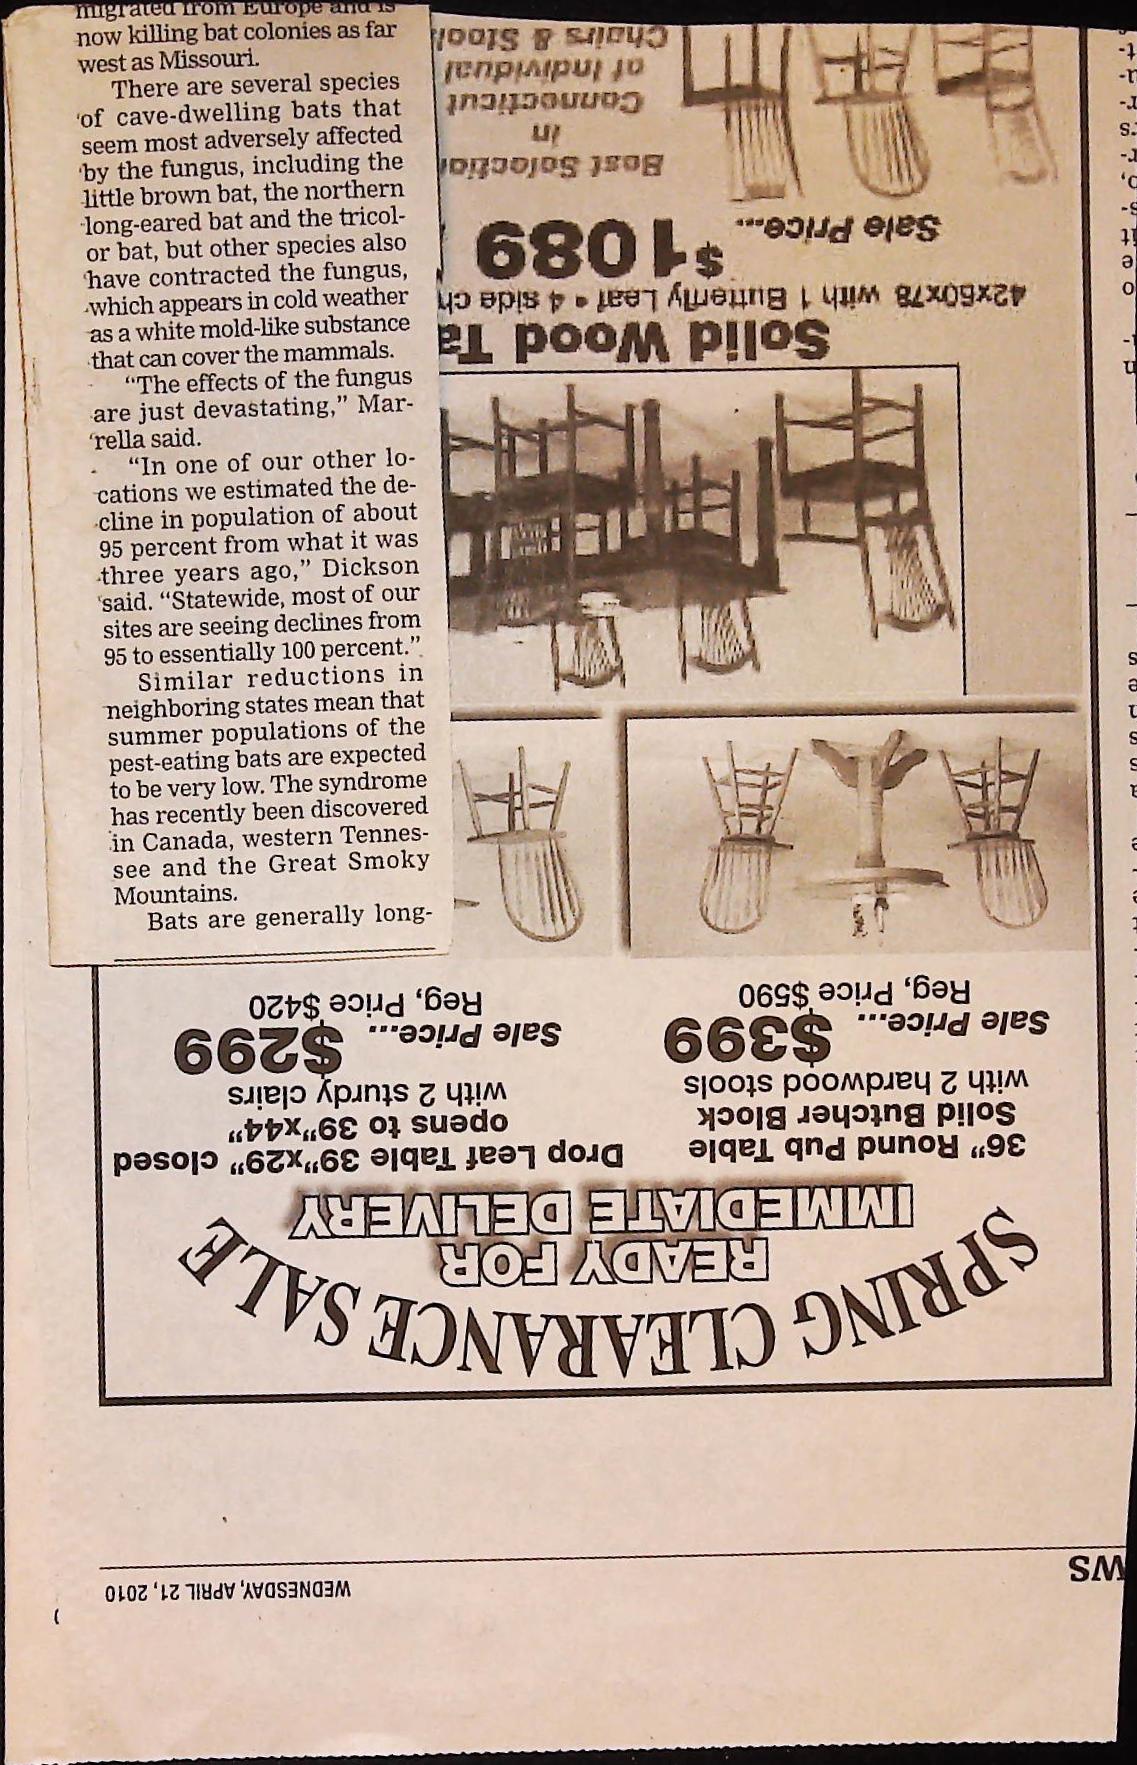 migrated from Europe and is
now killing bat colonies as far
west as Missouri.
There are several species
of cave-dwelling bats that
seem most adversely affected
by the fungus, including the
little brown bat, the northern
long-eared bat and the tricol-
or bat, but other species also
have contracted the fungus,
which appears in cold weather
as a white mold-like substance
that can cover the mammals.
"The effects of the fungus
are just devastating," Mar-
rella said.
"In one of our other lo-
cations we estimated the de-
cline in population of about
95 percent from what it was
three years ago," Dickson
said. "Statewide, most of our
sites are seeing declines from
95 to essentially 100 percent."
Similar reductions in
neighboring states mean that
summer populations of the
pest-eating bats are expected
to be very low. The syndrome
has recently been discovered
in Canada, western Tennes-
see and the Great Smoky
Mountains.
Bats are generally long-
WS
WEDNESDAY, APRIL 21, 2010
SPRING CLEARANCE SALE
READY FOR
IMMEDIATE DELIVERY
36" Round Pub Table
Solid Butcher Block
with 2 hardwood stools
Sale Price... $399
Reg. Price $590
Drop Leaf Table 39"x29" closed
opens to 39"x44"
with 2 sturdy clairs
Sale Price... $299
Reg. Price $420
Solid Wood Ta
42x60x78 with 1 Butterfly Leaf • 4 side ch
Sale Price... $1089
Best Selection
in
Connecticut
of Individual
Chairs & Stools